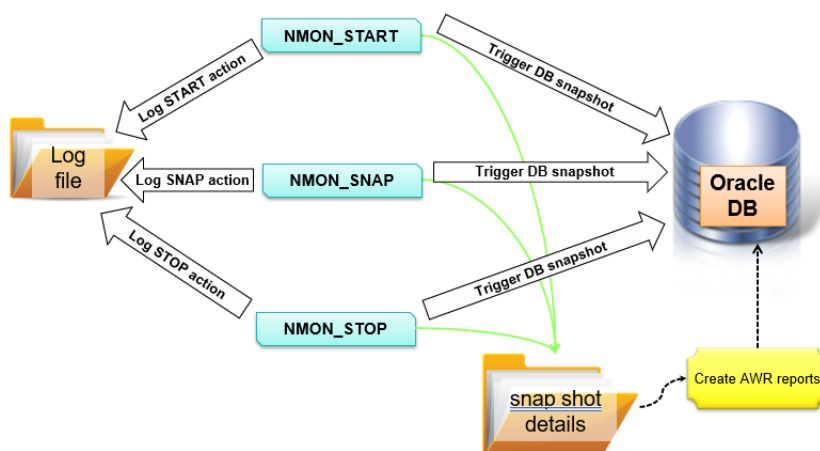 NMON_START
Trigger DB snapshot
Log START action
Log
file
Log SNAP action
NMON_SNAP
Trigger DB snapshot
Oracle
DB
Log STOP action
Trigger DB snapshot
NMON_STOP
snap shot
details
Create AWR reports